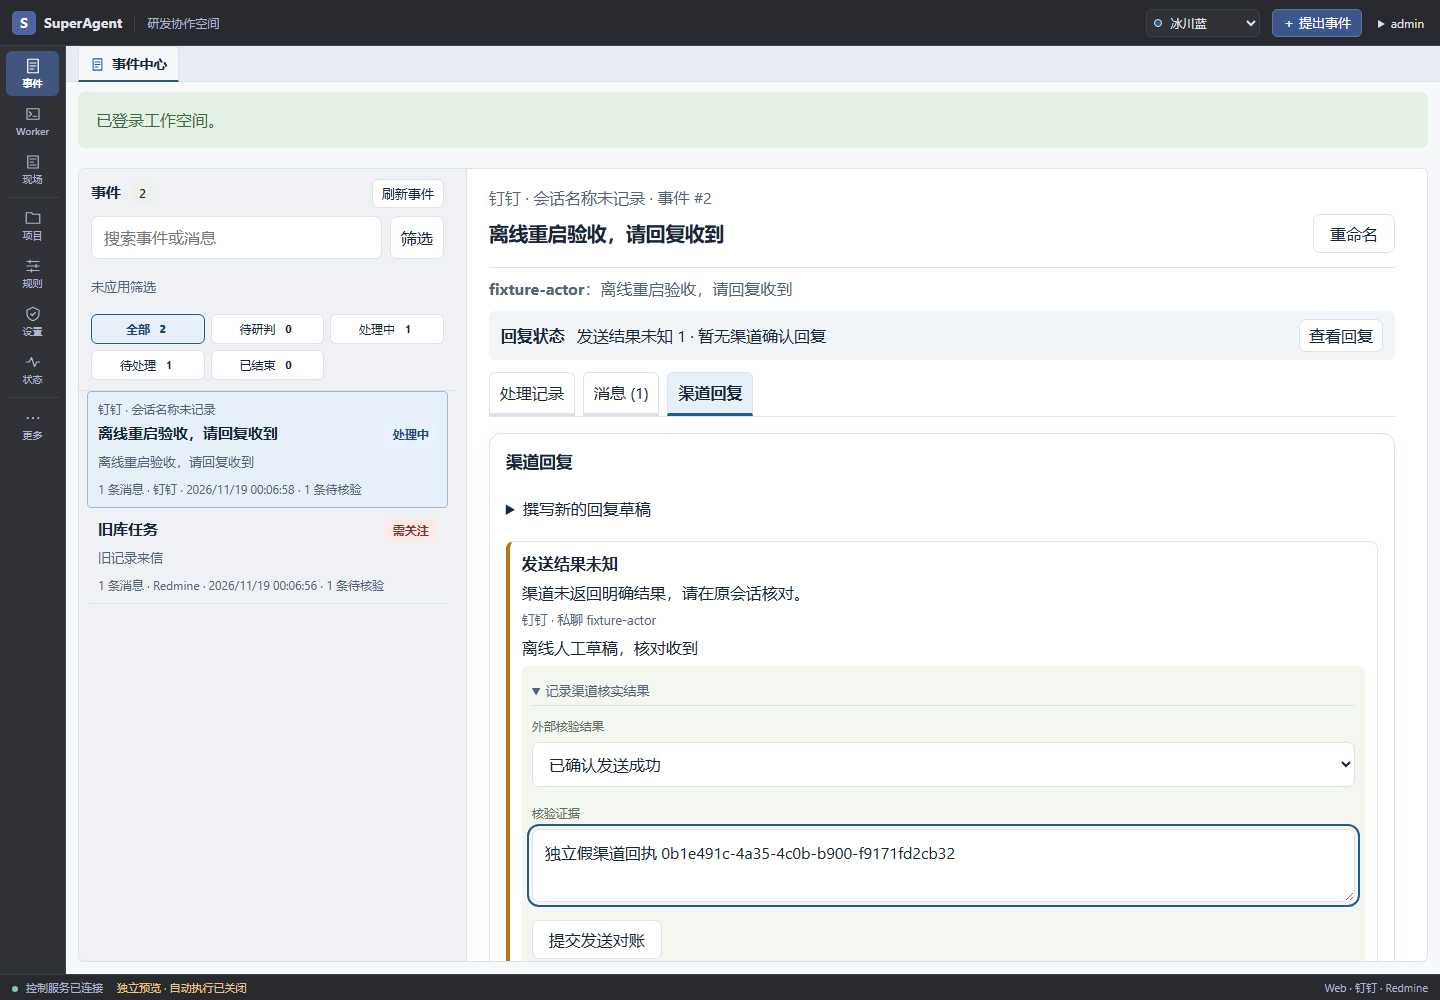 S SuperAgent 研发协作空间
冰川蓝
+ 提出事件
admin
事件
Worker
现场
项目
规则
设置
状态
更多
事件中心
已登录工作空间。
事件 2
刷新事件
搜索事件或消息
筛选
未应用筛选
全部 2
待研判 0
处理中 1
待处理 1
已结束 0
钉钉 · 会话名称未记录
离线重启验收，请回复收到
处理中
离线重启验收，请回复收到
1 条消息 · 钉钉 · 2026/11/19 00:06:58 · 1 条待核验
旧库任务
需关注
旧记录来信
1 条消息 · Redmine · 2026/11/19 00:06:56 · 1 条待核验
钉钉 · 会话名称未记录 · 事件 #2
离线重启验收，请回复收到
重命名
fixture-actor：离线重启验收，请回复收到
回复状态 发送结果未知 1 · 暂无渠道确认回复
查看回复
处理记录
消息 (1)
渠道回复
渠道回复
撰写新的回复草稿
发送结果未知
渠道未返回明确结果，请在原会话核对。
钉钉 · 私聊 fixture-actor
离线人工草稿，核对收到
记录渠道核实结果
外部核验结果
已确认发送成功
核验证据
独立假渠道回执 0b1e491c-4a35-4c0b-b900-f9171fd2cb32
提交发送对账
控制服务已连接 独立预览 · 自动执行已关闭
Web · 钉钉 · Redmine